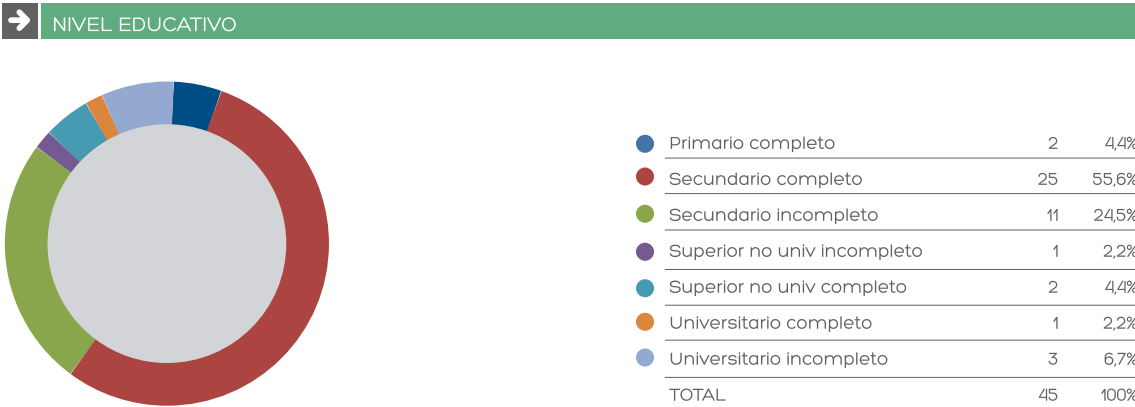 NIVEL EDUCATIVO
Primario completo 2 4,4%
Secundario completo 25 55,6%
Secundario incompleto 11 24,5%
Superior no univ incompleto 1 2,2%
Superior no univ completo 2 4,4%
Universitario completo 1 2,2%
Universitario incompleto 3 6,7%
TOTAL 45 100%